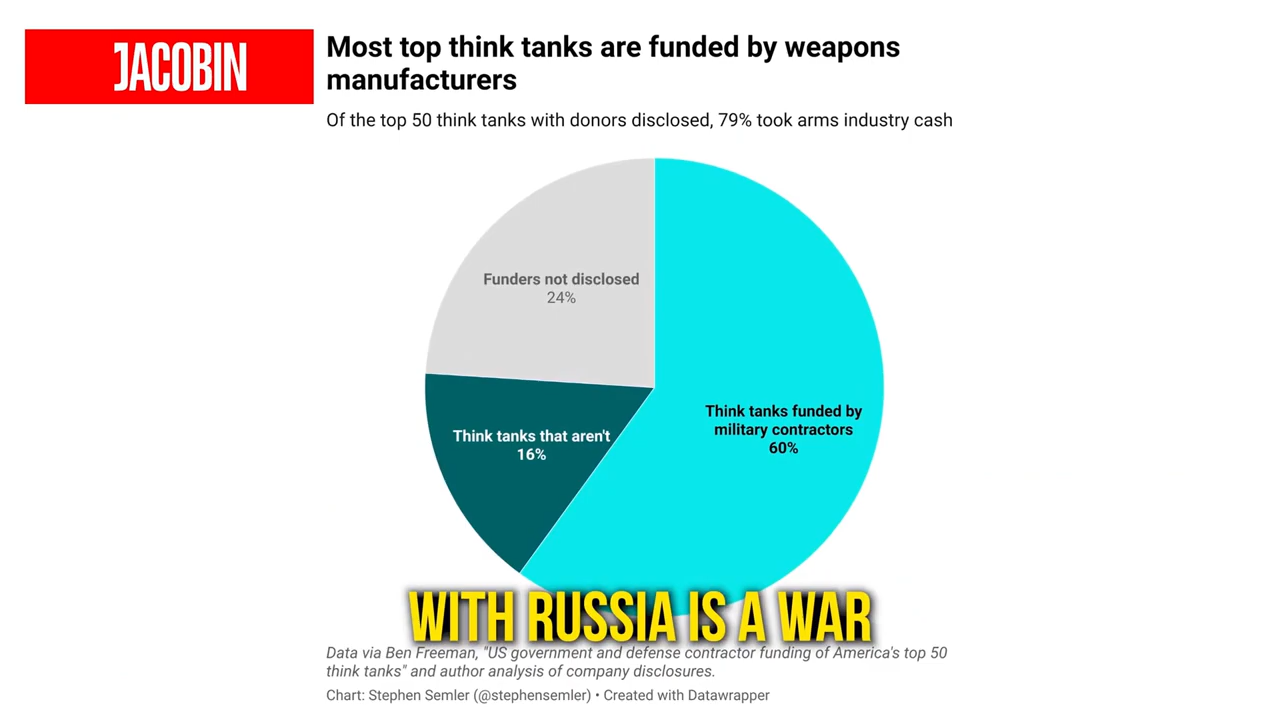 JACOBIN
Most top think tanks are funded by weapons
manufacturers
Of the top 50 think tanks with donors disclosed, 79% took arms industry cash
Funders not disclosed
24%
Think tanks funded by
military contractors
60%
Think tanks that aren't
16%
WITH RUSSIA IS A WAR
Data via Ben Freeman, "US government and defense contractor funding of America's top 50
think tanks" and author analysis of company disclosures.
Chart: Stephen Semler (@stephensemler) • Created with Datawrapper